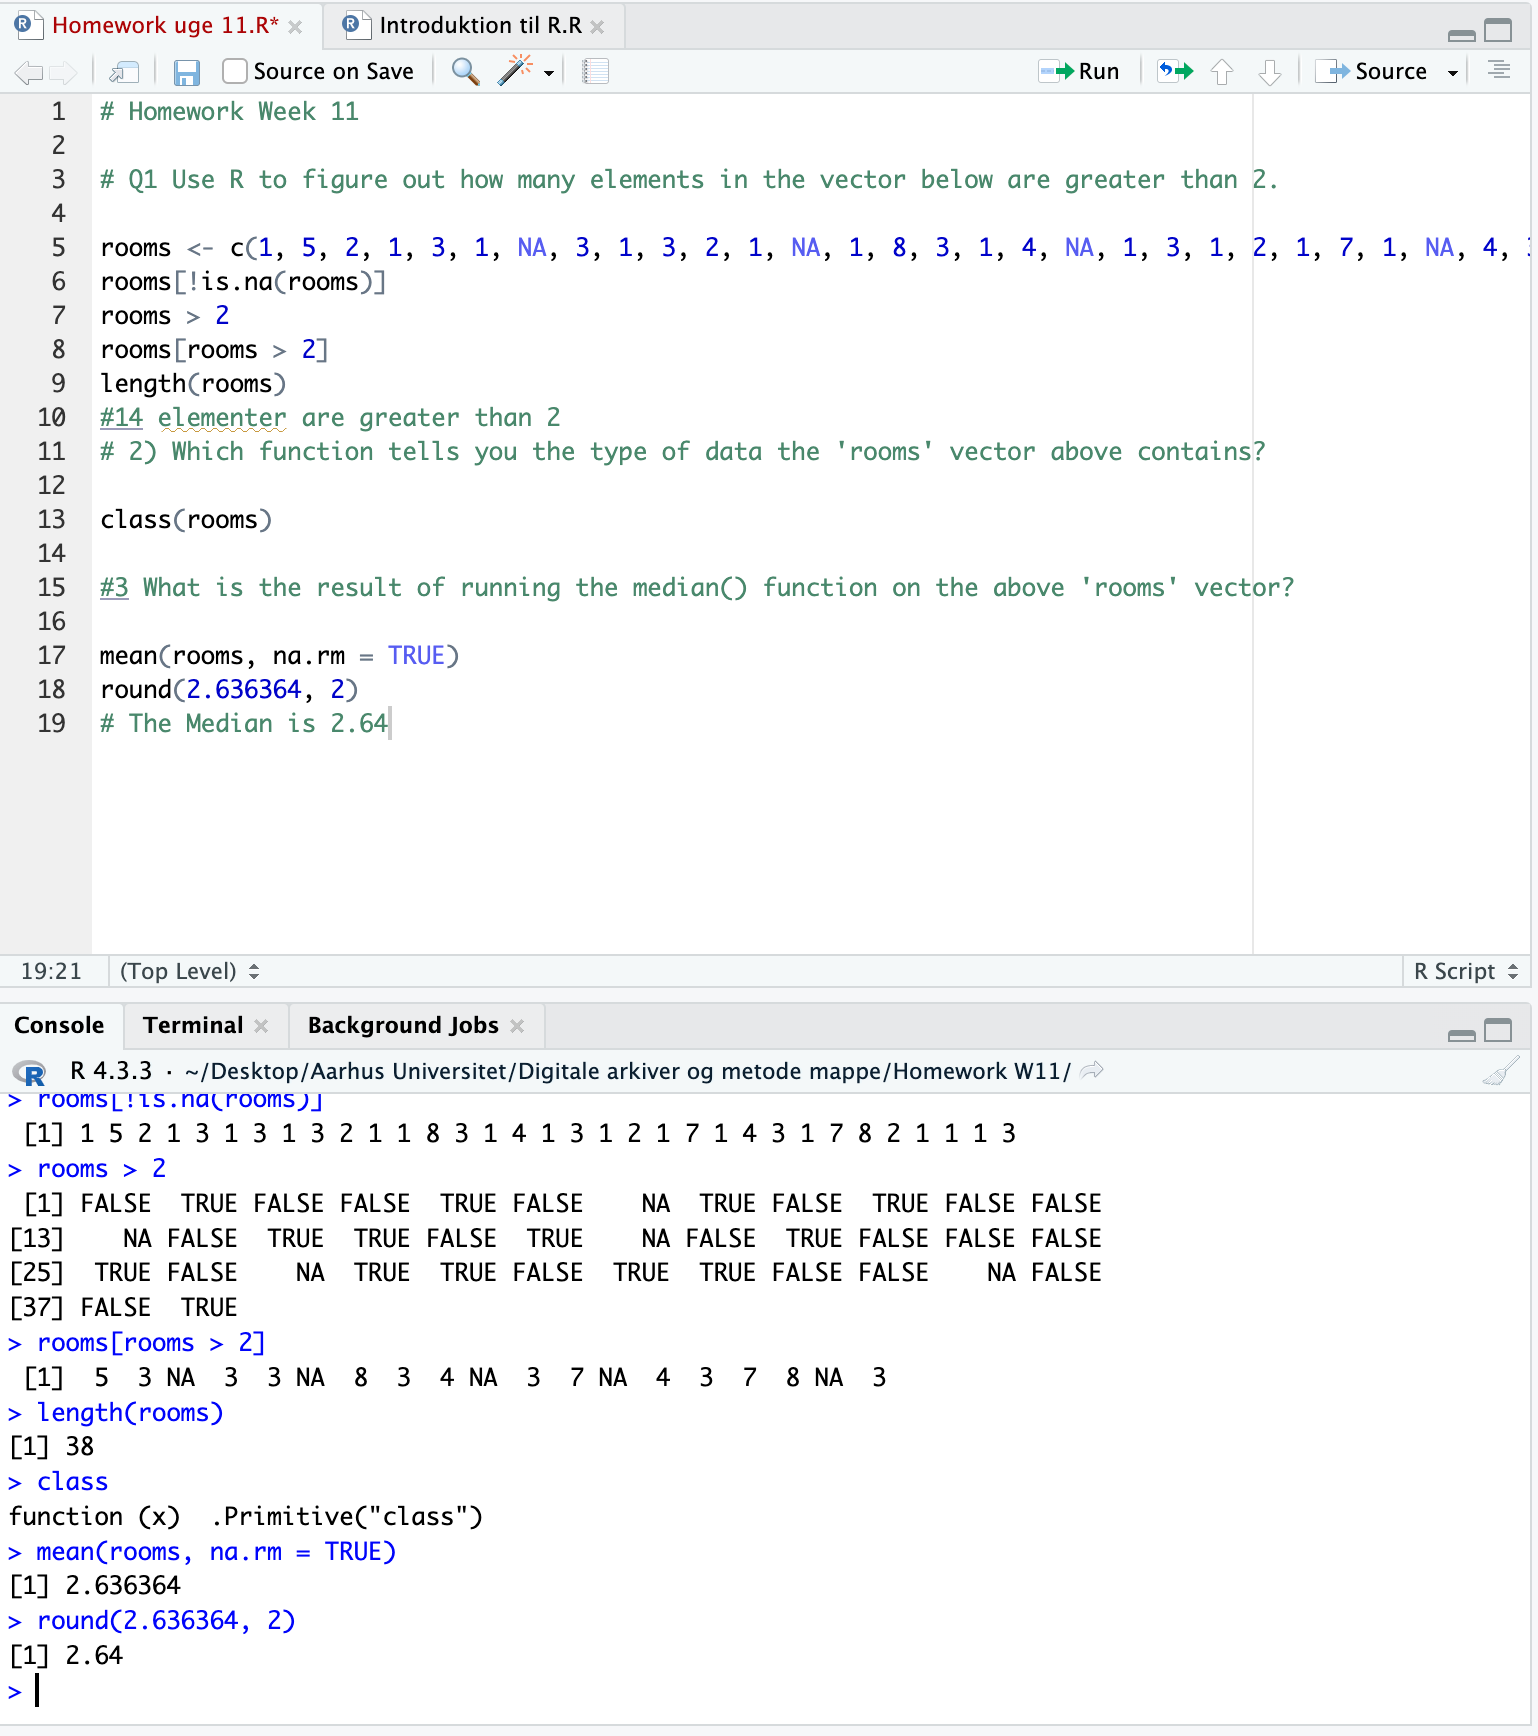 Homework uge 11.R* Introduktion til R.R
Source on Save Run Source
1 # Homework Week 11
2
3 # Q1 Use R to figure out how many elements in the vector below are greater than 2.
4
5 rooms <- c(1, 5, 2, 1, 3, 1, NA, 3, 1, 3, 2, 1, NA, 1, 8, 3, 1, 4, NA, 1, 3, 1, 2, 1, 7, 1, NA, 4,
6 rooms[!is.na(rooms)]
7 rooms > 2
8 rooms[rooms > 2]
9 length(rooms)
10 #14 elementer are greater than 2
11 # 2) Which function tells you the type of data the 'rooms' vector above contains?
12
13 class(rooms)
14
15 #3 What is the result of running the median() function on the above 'rooms' vector?
16
17 mean(rooms, na.rm = TRUE)
18 round(2.636364, 2)
19 # The Median is 2.64
19:21 (Top Level) R Script
Console Terminal Background Jobs
R 4.3.3 · ~/Desktop/Aarhus Universitet/Digitale arkiver og metode mappe/Homework W11/
> rooms[!is.na(rooms)]
[1] 1 5 2 1 3 1 3 1 3 2 1 1 8 3 1 4 1 3 1 2 1 7 1 4 3 1 7 8 2 1 1 1 3
> rooms > 2
[1] FALSE TRUE FALSE FALSE TRUE FALSE NA TRUE FALSE TRUE FALSE FALSE
[13] NA FALSE TRUE TRUE FALSE TRUE NA FALSE TRUE FALSE FALSE FALSE
[25] TRUE FALSE NA TRUE TRUE FALSE TRUE TRUE FALSE FALSE NA FALSE
[37] FALSE TRUE
> rooms[rooms > 2]
[1] 5 3 NA 3 3 NA 8 3 4 NA 3 7 NA 4 3 7 8 NA 3
> length(rooms)
[1] 38
> class
function (x) .Primitive("class")
> mean(rooms, na.rm = TRUE)
[1] 2.636364
> round(2.636364, 2)
[1] 2.64
>